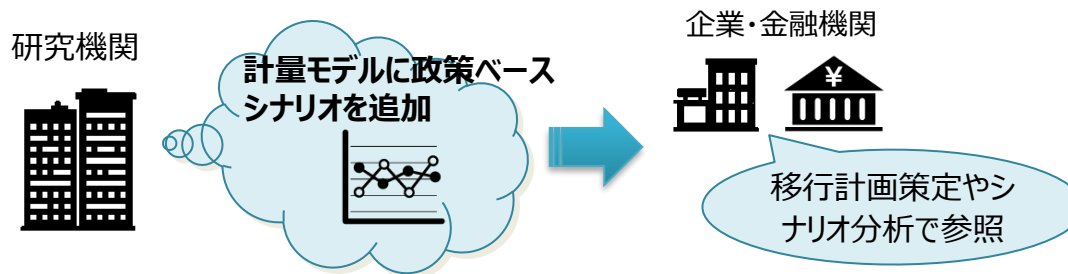 研究機関
計量モデルに政策ベース
シナリオを追加
企業・金融機関
¥
移行計画策定やシ
ナリオ分析で参照